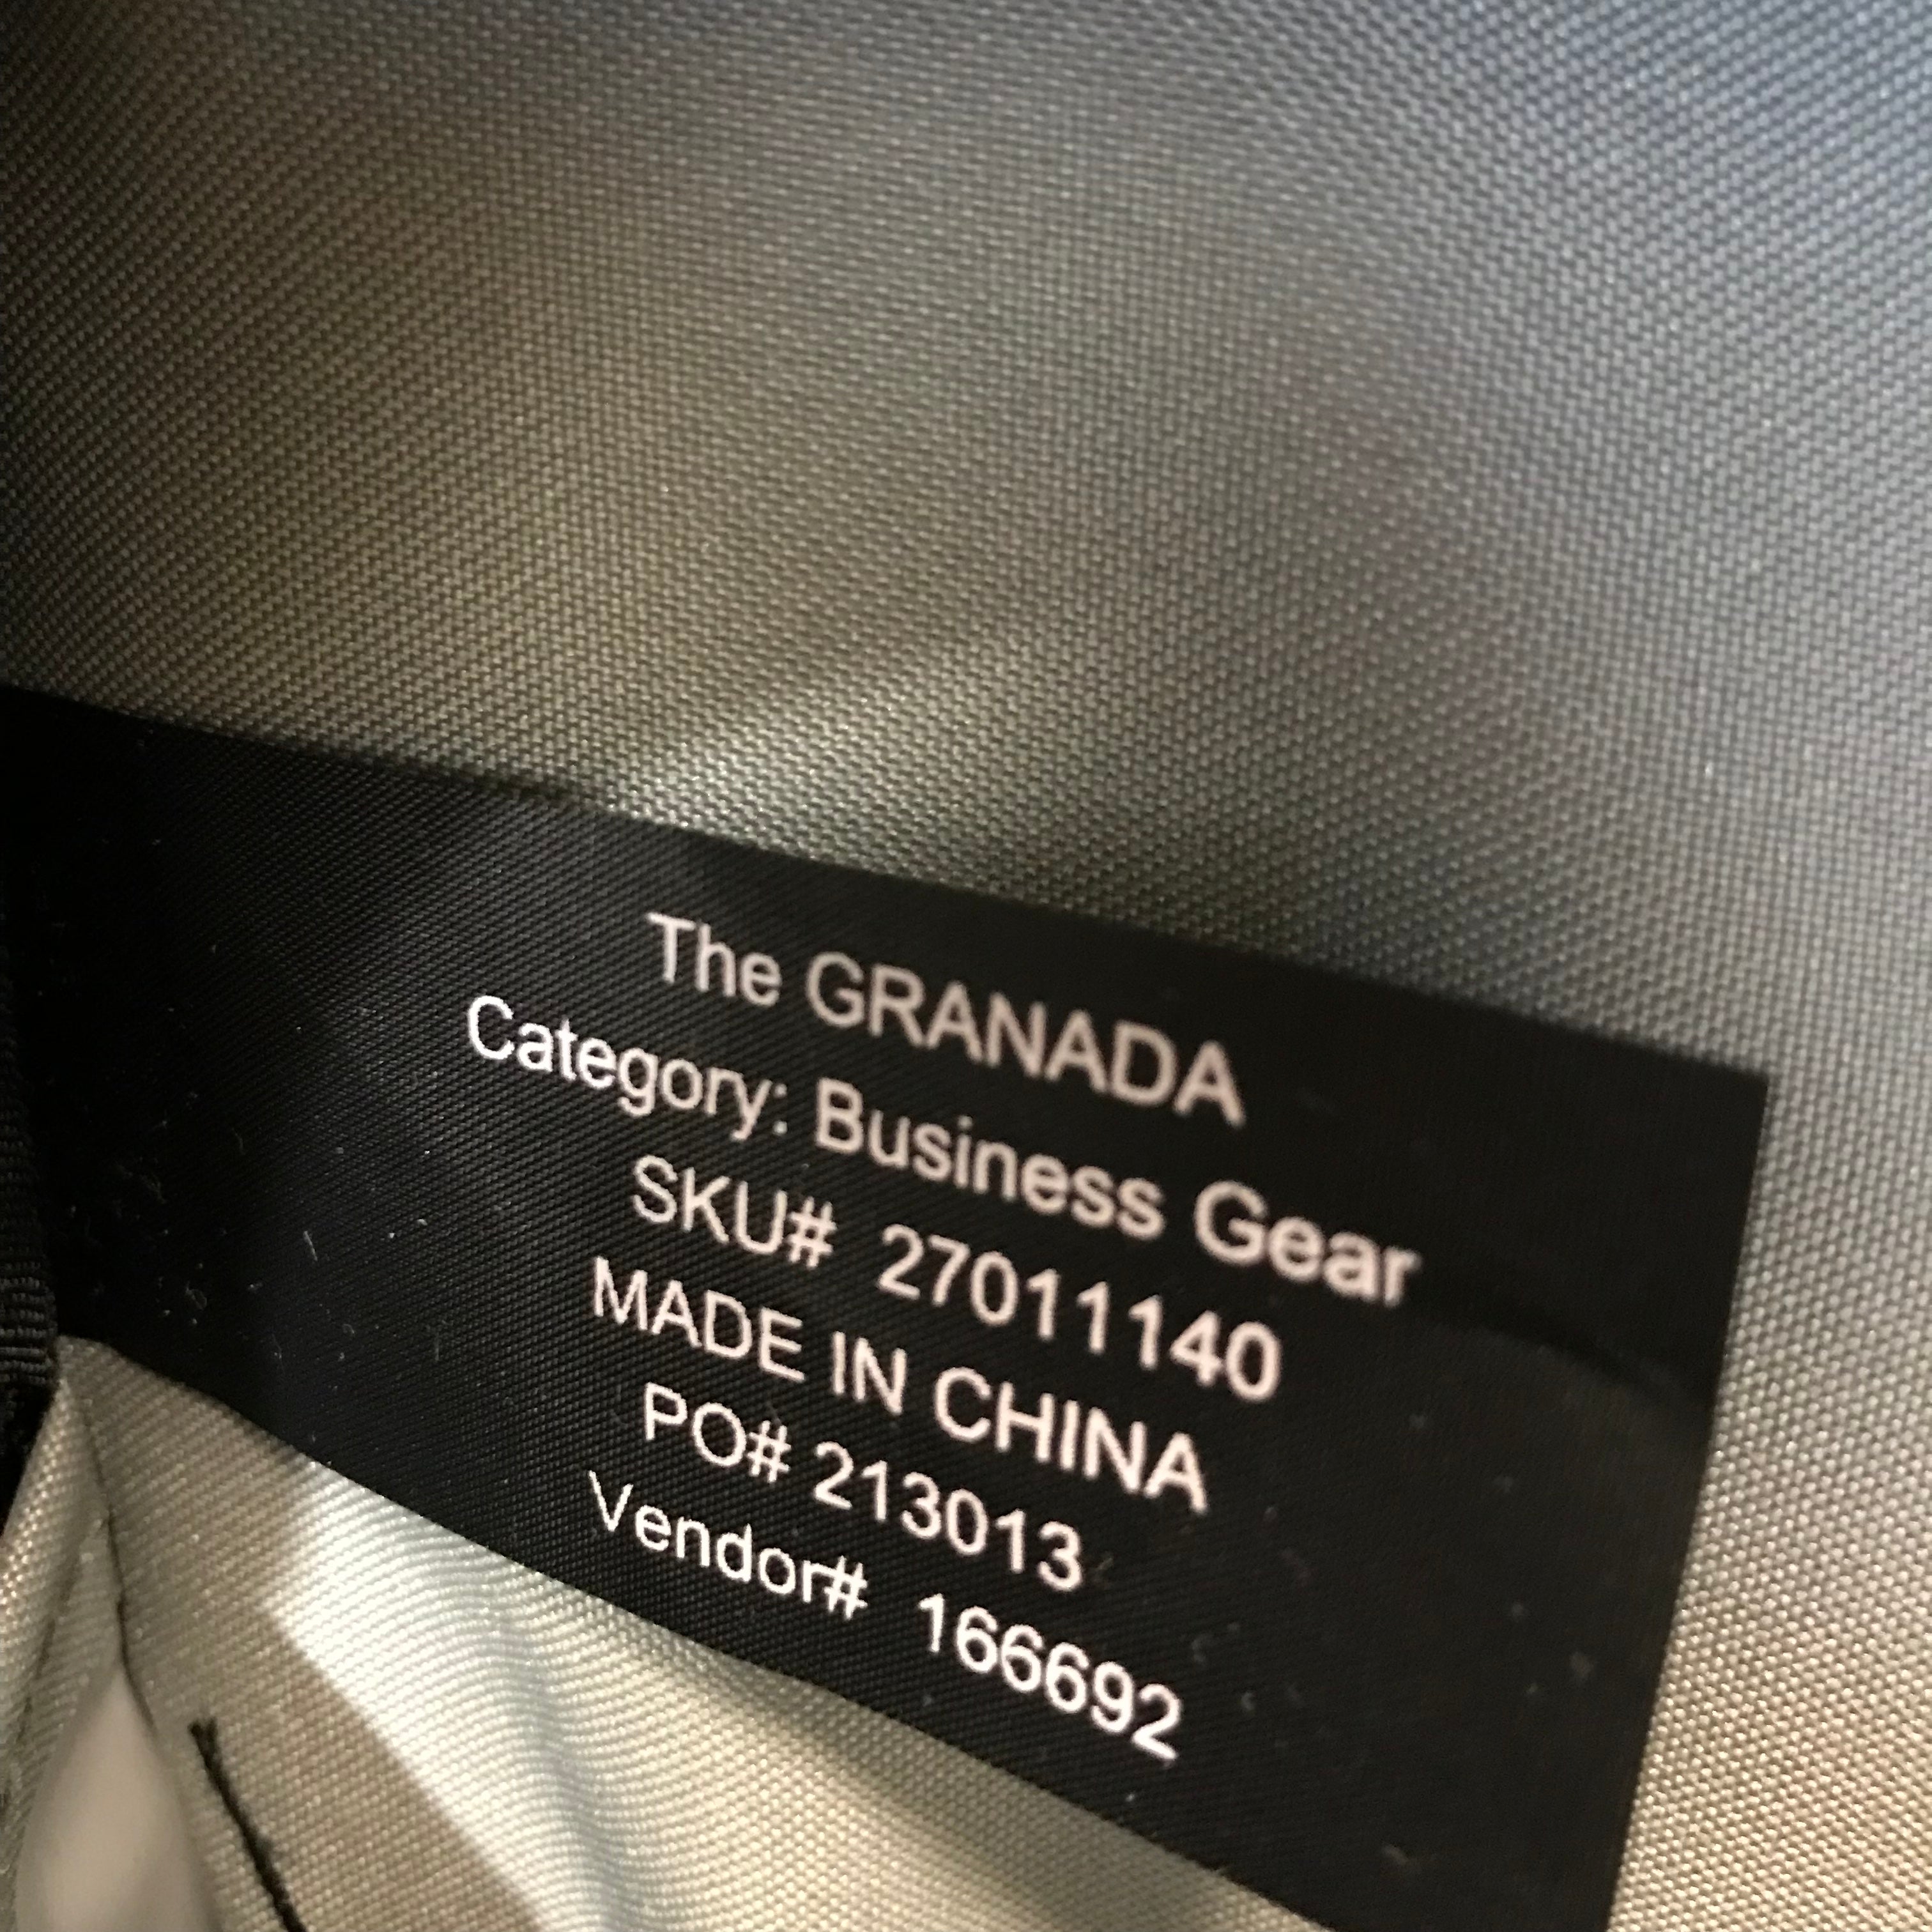 The GRANADA
Category: Business Gear
SKU# 27011140
MADE IN CHINA
PO# 213013
Vendor# 166692